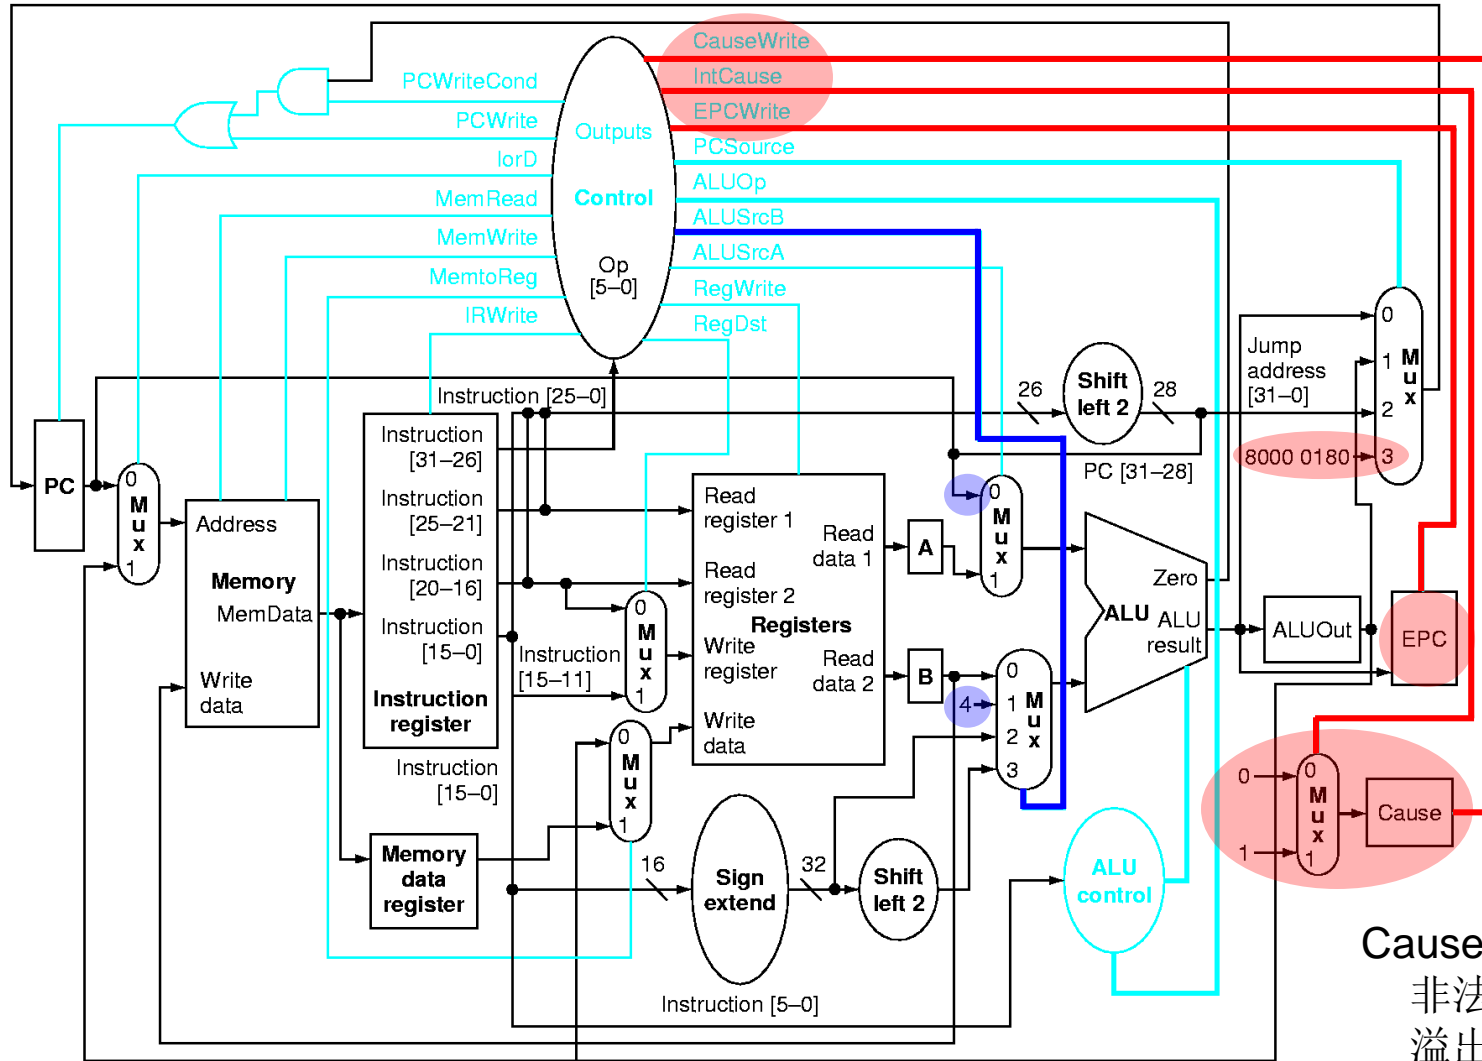 CauseWrite
IntCause
EPCWrite
PCSource
ALUOp
ALUSrcB
ALUSrcA
RegWrite
RegDst
PCWriteCond
PCWrite
IorD
MemRead
MemWrite
MemtoReg
IRWrite
Outputs
Control
Op
[5–0]
Instruction [25–0]
26
Shift
left 2
28
Jump
address
[31–0]
0
1
2
3
M
u
x
8000 0180
PC [31–28]
PC
0
M
u
x
1
Address
Memory
MemData
Write
data
Instruction
[31–26]
Instruction
[25–21]
Instruction
[20–16]
Instruction
[15–0]
Instruction
register
Instruction
[15–11]
Instruction
[15–0]
0
M
u
x
1
0
M
u
x
1
Read
register 1
Read
register 2
Registers
Write
register
Write
data
Read
data 1
Read
data 2
A
B
4
0
M
u
x
1
0
1
2
3
M
u
x
Zero
ALU
ALU
result
ALUOut
EPC
0
1
0
M
u
x
1
Cause
Memory
data
register
16
Sign
extend
32
Shift
left 2
ALU
control
Instruction [5–0]
Cause
非法
溢出